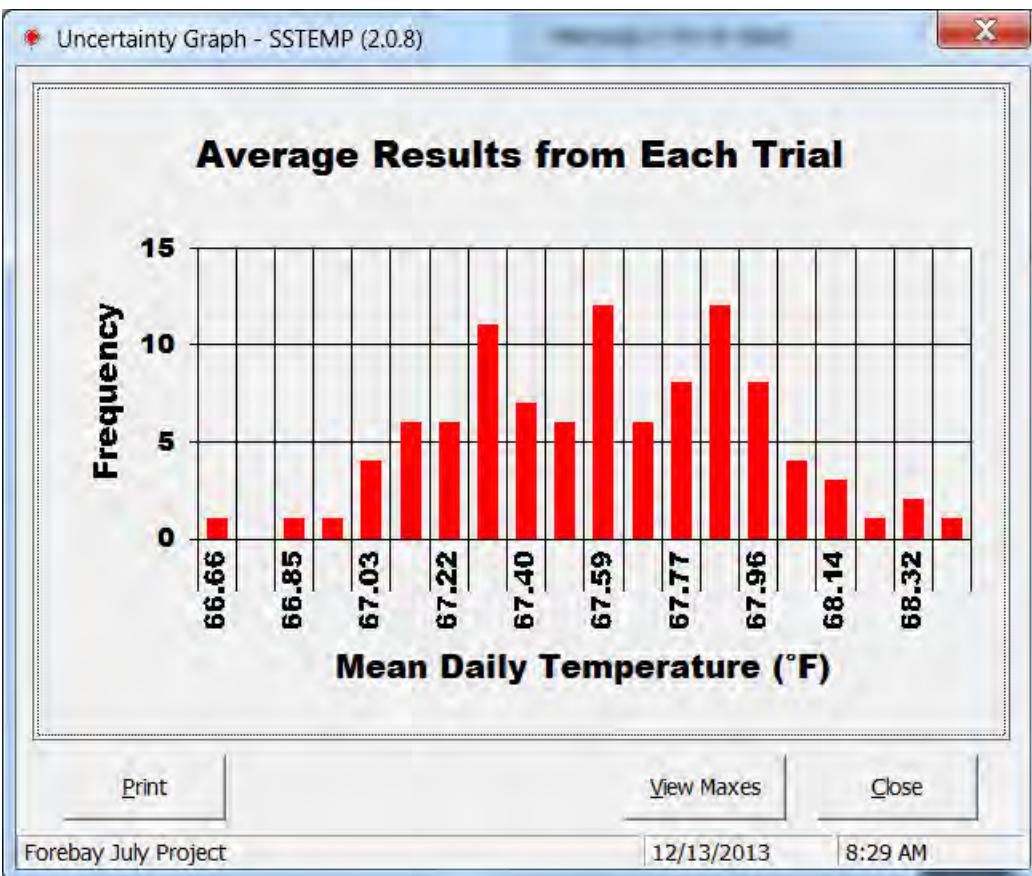 Uncertainty Graph - SSTEMP (2.0.8)
X
Average Results from Each Trial
15
10
5
0
Frequency
66.66
66.85
67.03
67.22
67.40
67.59
67.77
67.96
68.14
68.32
Mean Daily Temperature (°F)
Print
View Maxes
Close
Forebay July Project
12/13/2013
8:29 AM